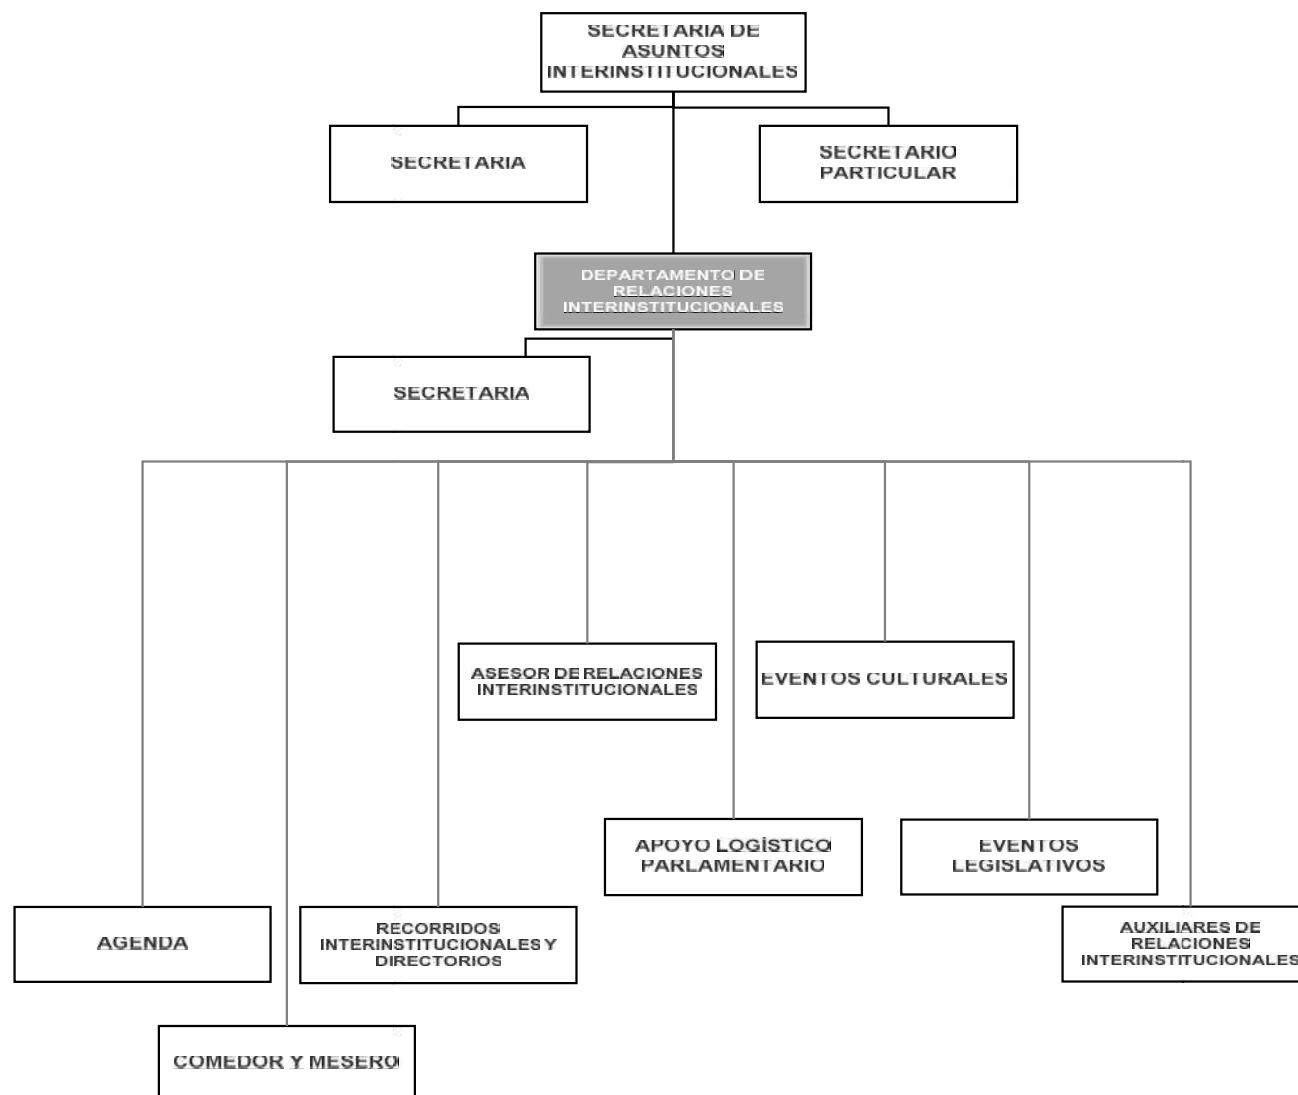 SECRETARIA DE
ASUNTOS
INTERINSTITUCIONALES
SECRETARIA
SECRETARIO
PARTICULAR
DEPARTAMENTO DE
RELACIONES
INTERINSTITUCIONALES
SECRETARIA
ASESOR DE RELACIONES
INTERINSTITUCIONALES
EVENTOS CULTURALES
APOYO LOGÍSTICO
PARLAMENTARIO
EVENTOS
LEGISLATIVOS
AGENDA
RECORRIDOS
INTERINSTITUCIONALES Y
DIRECTORIOS
AUXILIARES DE
RELACIONES
INTERINSTITUCIONALES
COMEDOR Y MESERO